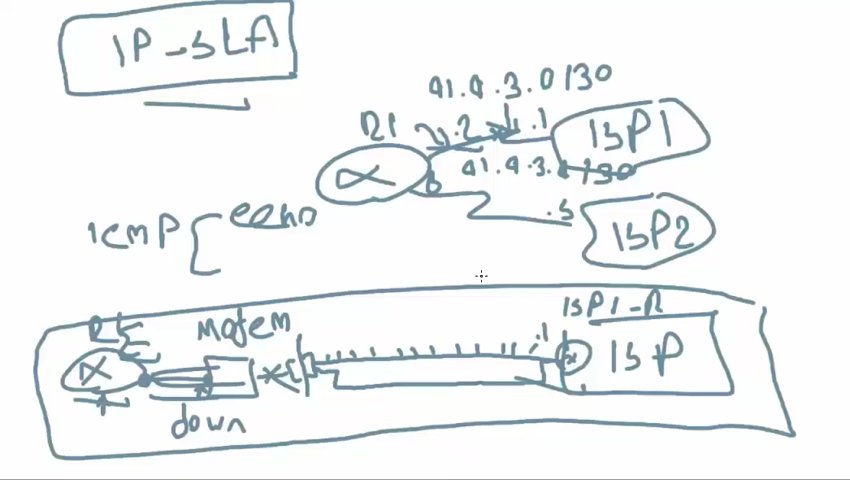 IP-SLA
41.4.3.0/30
R1
.2
.1
ISP1
41.4.3.4/30
.5
ISP2
icmp
echo
Modem
ISP1-R
.1
ISP
down